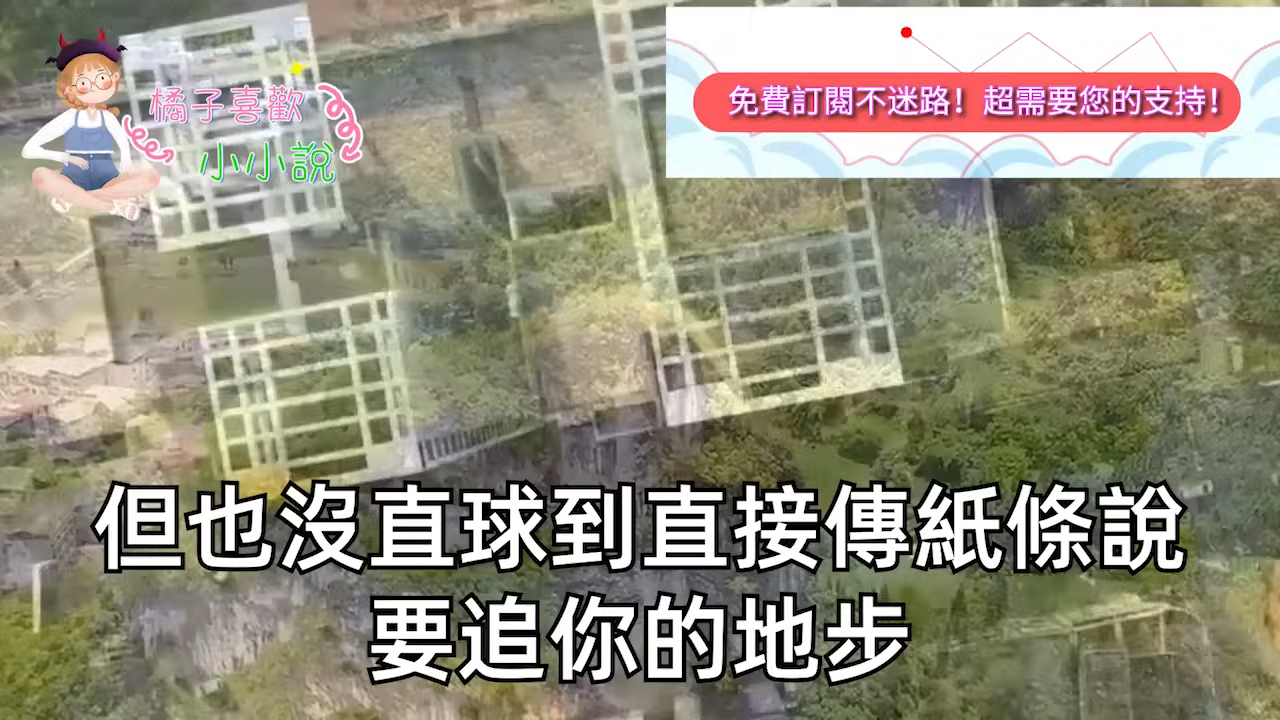 橘子喜歡
小小說
免費訂閱不迷路！超需要您的支持！
但也沒直球到直接傳紙條說
要追你的地步